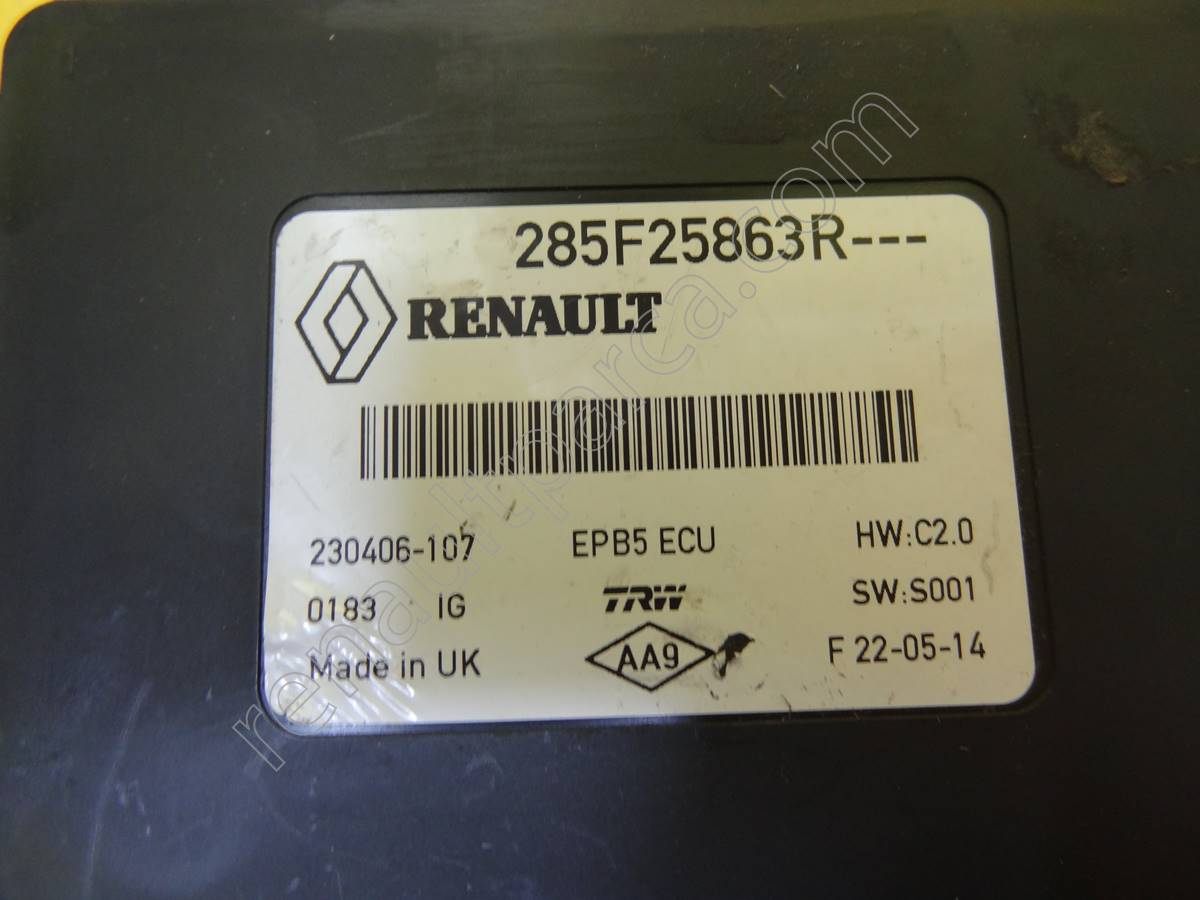 285F25863R---
RENAULT
230406-107 EPB5 ECU HW:C2.0
0183 IG TRW SW:S001
Made in UK AA9 F 22-05-14
renaultparca.com